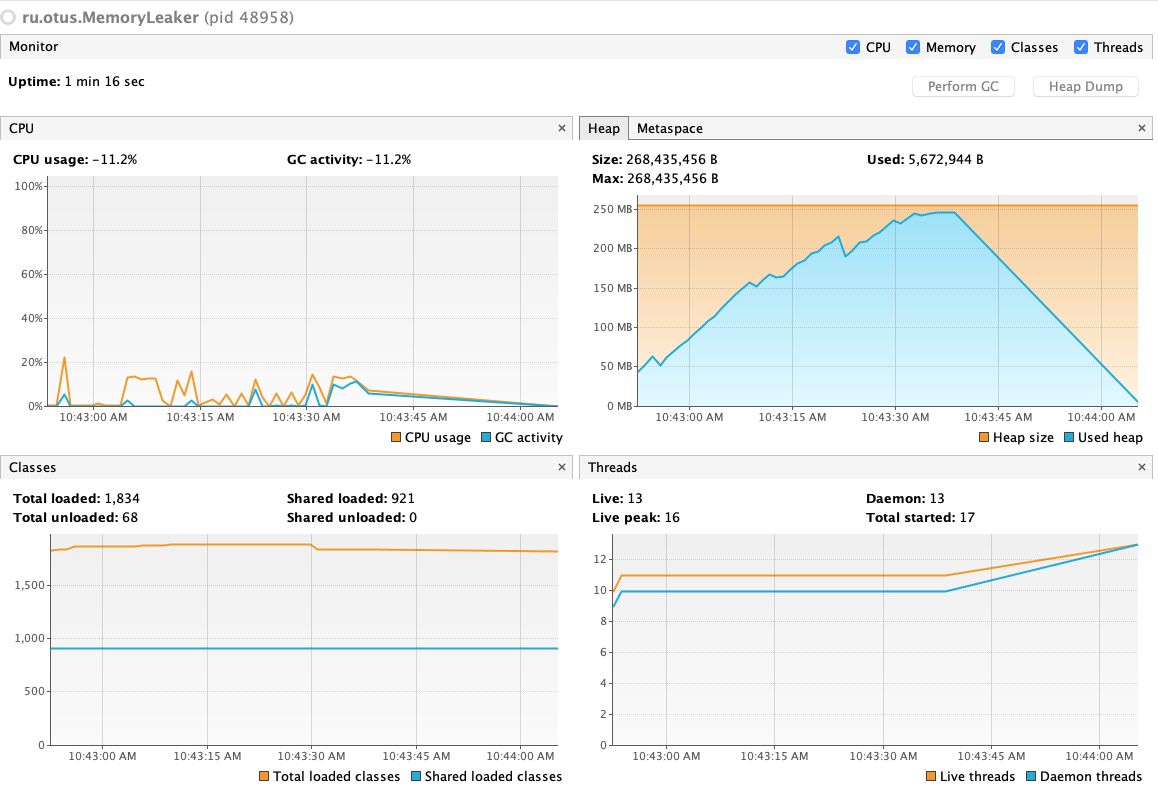 ru.otus.MemoryLeaker (pid 48958)
Monitor
CPU Memory Classes Threads
Uptime: 1 min 16 sec
Perform GC Heap Dump
CPU ×
CPU usage: −11.2% GC activity: −11.2%
100%
80%
60%
40%
20%
0%
10:43:00 AM 10:43:15 AM 10:43:30 AM 10:43:45 AM 10:44:00 AM
CPU usage GC activity
Heap Metaspace ×
Size: 268,435,456 B Used: 5,672,944 B
Max: 268,435,456 B
250 MB
200 MB
150 MB
100 MB
50 MB
0 MB
10:43:00 AM 10:43:15 AM 10:43:30 AM 10:43:45 AM 10:44:00 AM
Heap size Used heap
Classes ×
Total loaded: 1,834 Shared loaded: 921
Total unloaded: 68 Shared unloaded: 0
1,500
1,000
500
0
10:43:00 AM 10:43:15 AM 10:43:30 AM 10:43:45 AM 10:44:00 AM
Total loaded classes Shared loaded classes
Threads ×
Live: 13 Daemon: 13
Live peak: 16 Total started: 17
12
10
8
6
4
2
0
10:43:00 AM 10:43:15 AM 10:43:30 AM 10:43:45 AM 10:44:00 AM
Live threads Daemon threads